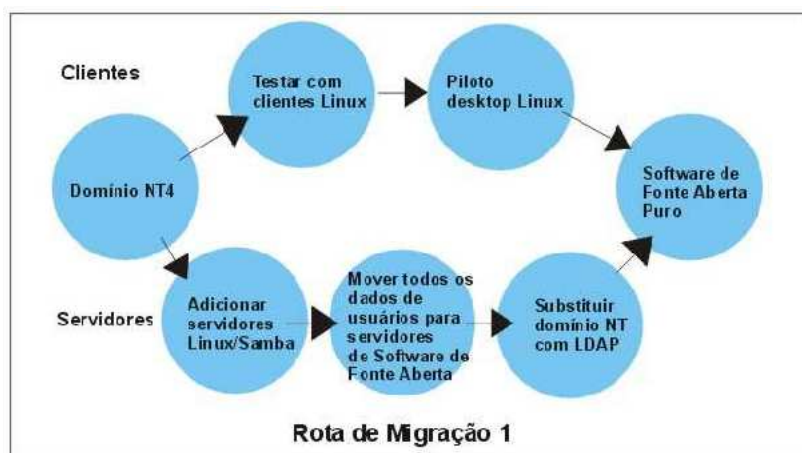 Clientes
Testar com
clientes Linux
Piloto
desktop Linux
Domínio NT4
Software de
Fonte Aberta
Puro
Servidores
Adicionar
servidores
Linux/Samba
Mover todos os
dados de
usuários para
servidores
de Software de
Fonte Aberta
Substituir
domínio NT
com LDAP
Rota de Migração 1